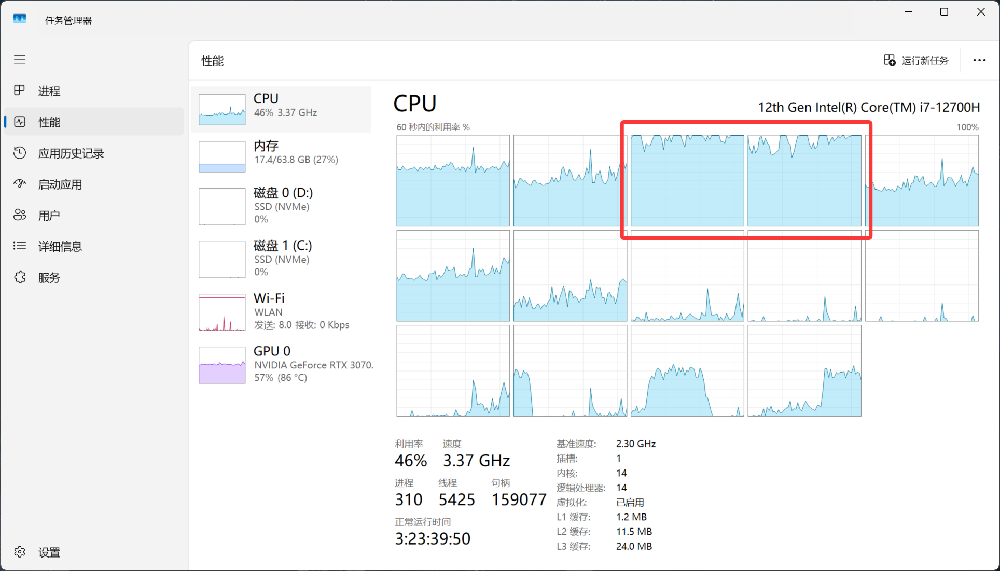 任务管理器
性能
运行新任务
进程
性能
应用历史记录
启动应用
用户
详细信息
服务
设置
CPU
46% 3.37 GHz
内存
17.4/63.8 GB (27%)
磁盘 0 (D:)
SSD (NVMe)
0%
磁盘 1 (C:)
SSD (NVMe)
0%
Wi-Fi
WLAN
发送: 8.0 接收: 0 Kbps
GPU 0
NVIDIA GeForce RTX 3070.
57% (86 °C)
CPU
12th Gen Intel(R) Core(TM) i7-12700H
60 秒内的利用率 %
100%
利用率 速度
46% 3.37 GHz
进程 线程 句柄
310 5425 159077
正常运行时间
3:23:39:50
基准速度: 2.30 GHz
插槽: 1
内核: 14
逻辑处理器: 14
虚拟化: 已启用
L1 缓存: 1.2 MB
L2 缓存: 11.5 MB
L3 缓存: 24.0 MB